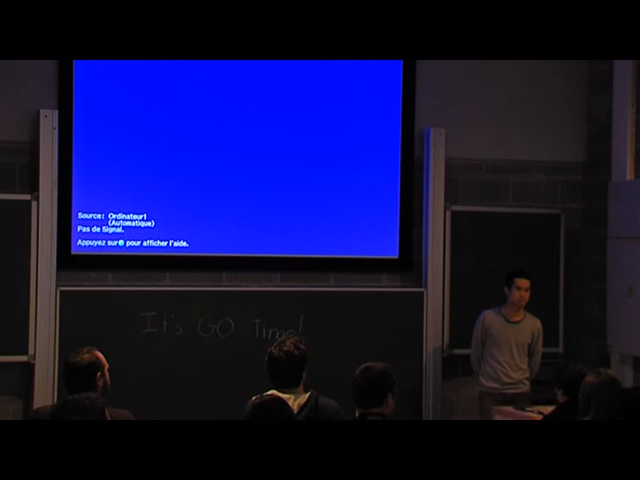 Source: Ordinateur1
(Automatique)
Pas de Signal.
Appuyez sur pour afficher l'aide.
It's GO Time!